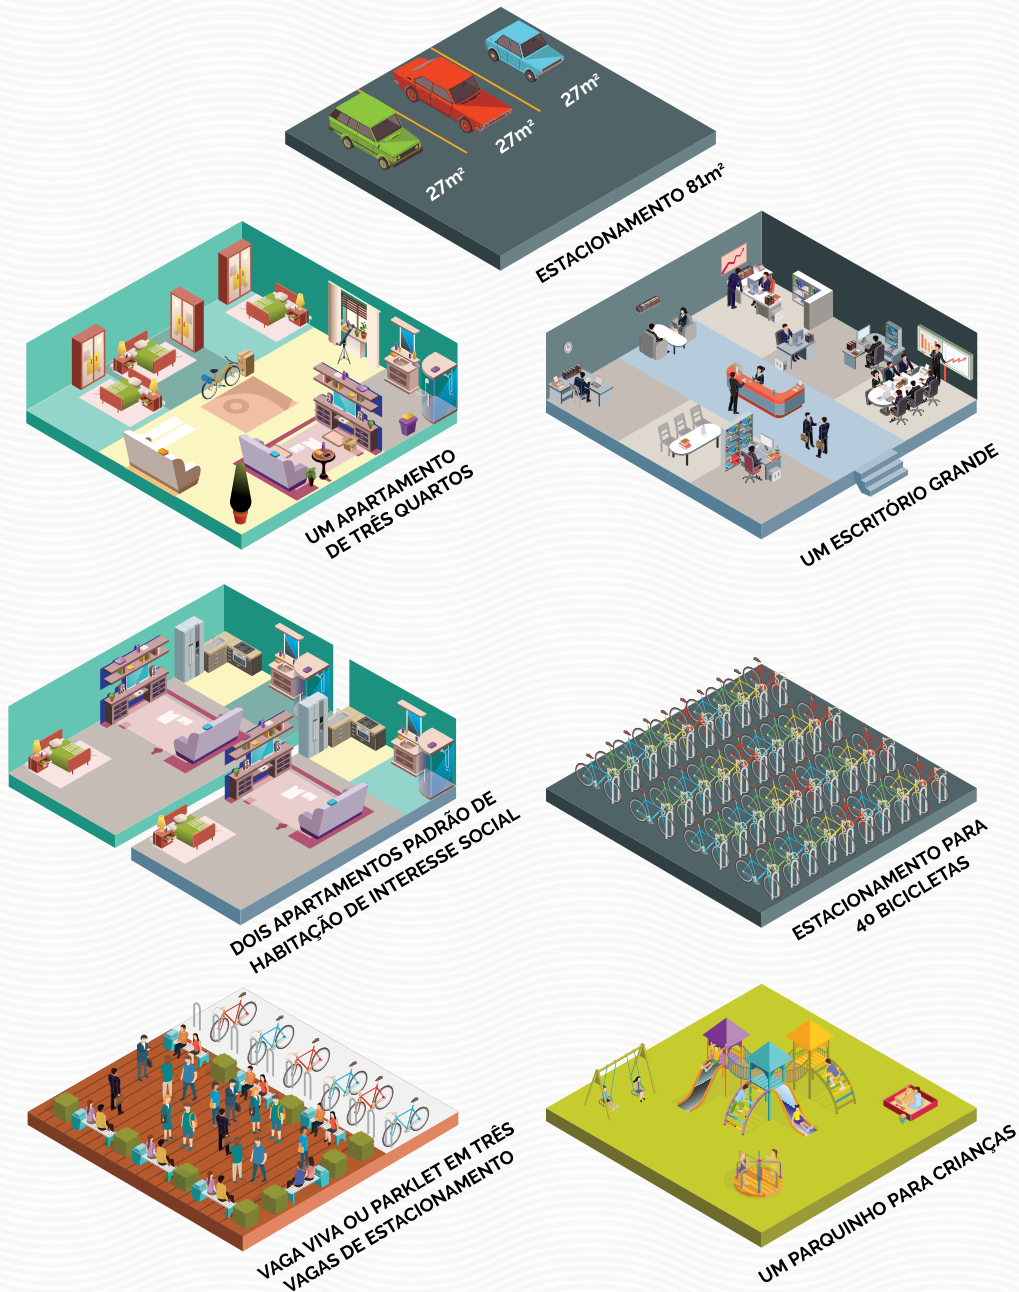 27m²
27m²
27m²
ESTACIONAMENTO 81m²
UM APARTAMENTO
DE TRÊS QUARTOS
UM ESCRITÓRIO GRANDE
DOIS APARTAMENTOS PADRÃO DE
HABITAÇÃO DE INTERESSE SOCIAL
ESTACIONAMENTO PARA
40 BICICLETAS
VAGA VIVA OU PARKLET EM TRÊS
VAGAS DE ESTACIONAMENTO
UM PARQUINHO PARA CRIANÇAS